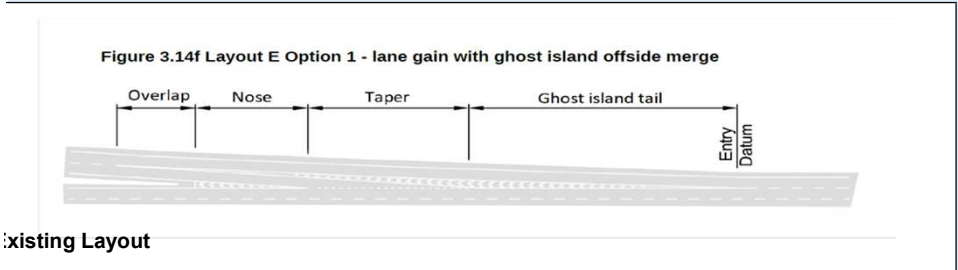 Figure 3.14f Layout E Option 1 - lane gain with ghost island offside merge
Overlap Nose Taper Ghost island tail
Entry
Datum
Existing Layout